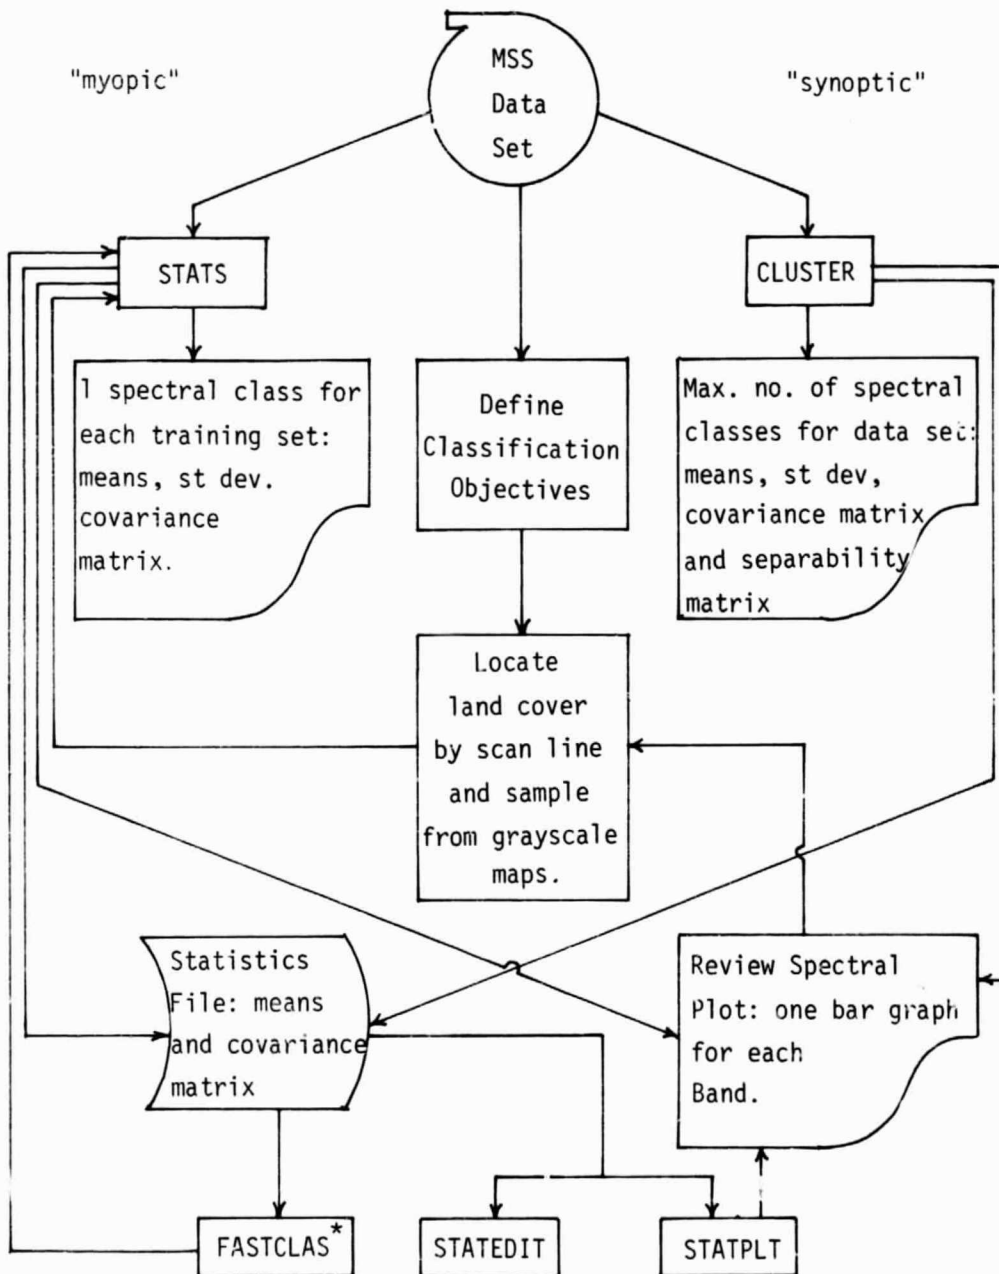 "myopic"
MSS
Data
Set
"synoptic"
STATS
CLUSTER
1 spectral class for
each training set:
means, st dev.
covariance
matrix.
Define
Classification
Objectives
Max. no. of spectral
classes for data set:
means, st dev,
covariance matrix
and separability
matrix
Locate
land cover
by scan line
and sample
from grayscale
maps.
Statistics
File: means
and covariance
matrix
Review Spectral
Plot: one bar graph
for each
Band.
FASTCLAS*
STATEDIT
STATPLT